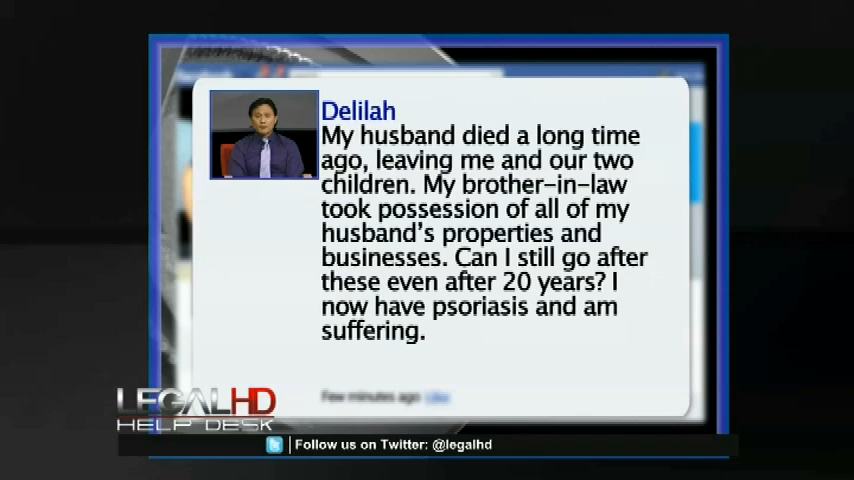 Delilah
My husband died a long time
ago, leaving me and our two
children. My brother-in-law
took possession of all of my
husband's properties and
businesses. Can I still go after
these even after 20 years? I
now have psoriasis and am
suffering.
Few minutes ago Like
LEGALHD
HELP DESK
Follow us on Twitter: @legalhd